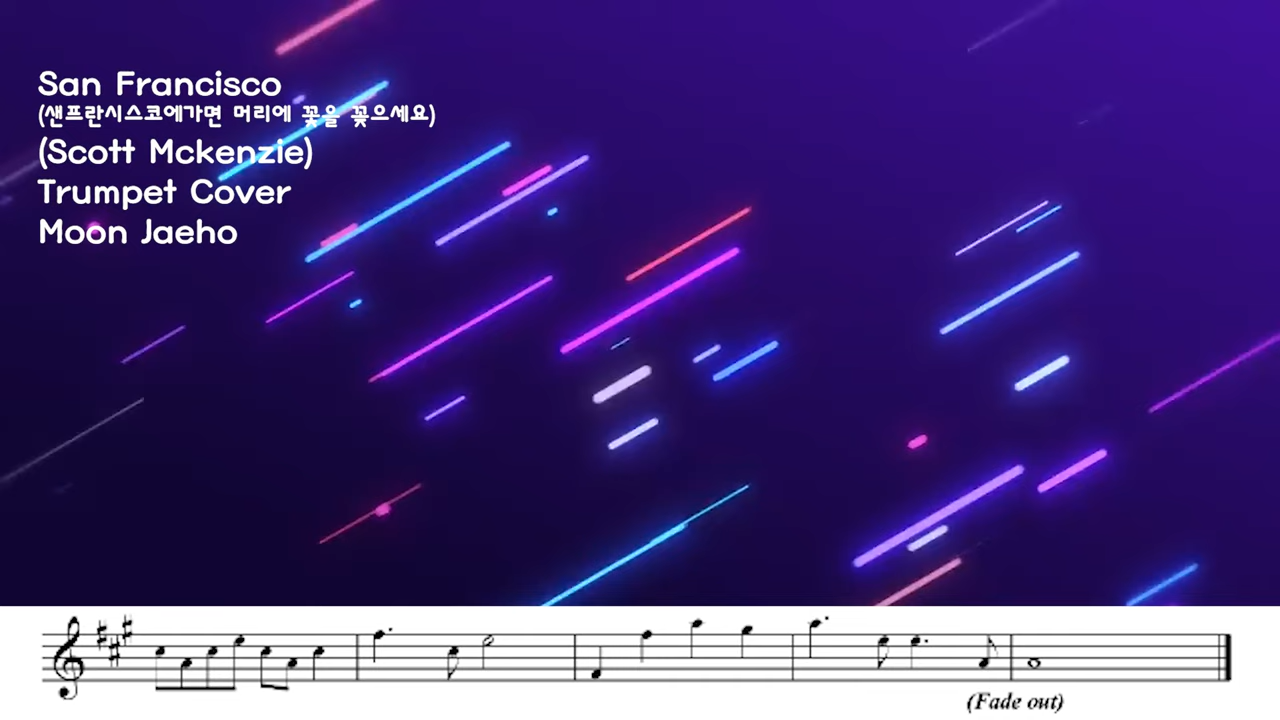 San Francisco
(샌프란시스코에가면 머리에 꽃을 꽂으세요)
(Scott Mckenzie)
Trumpet Cover
Moon Jaeho
(Fade out)